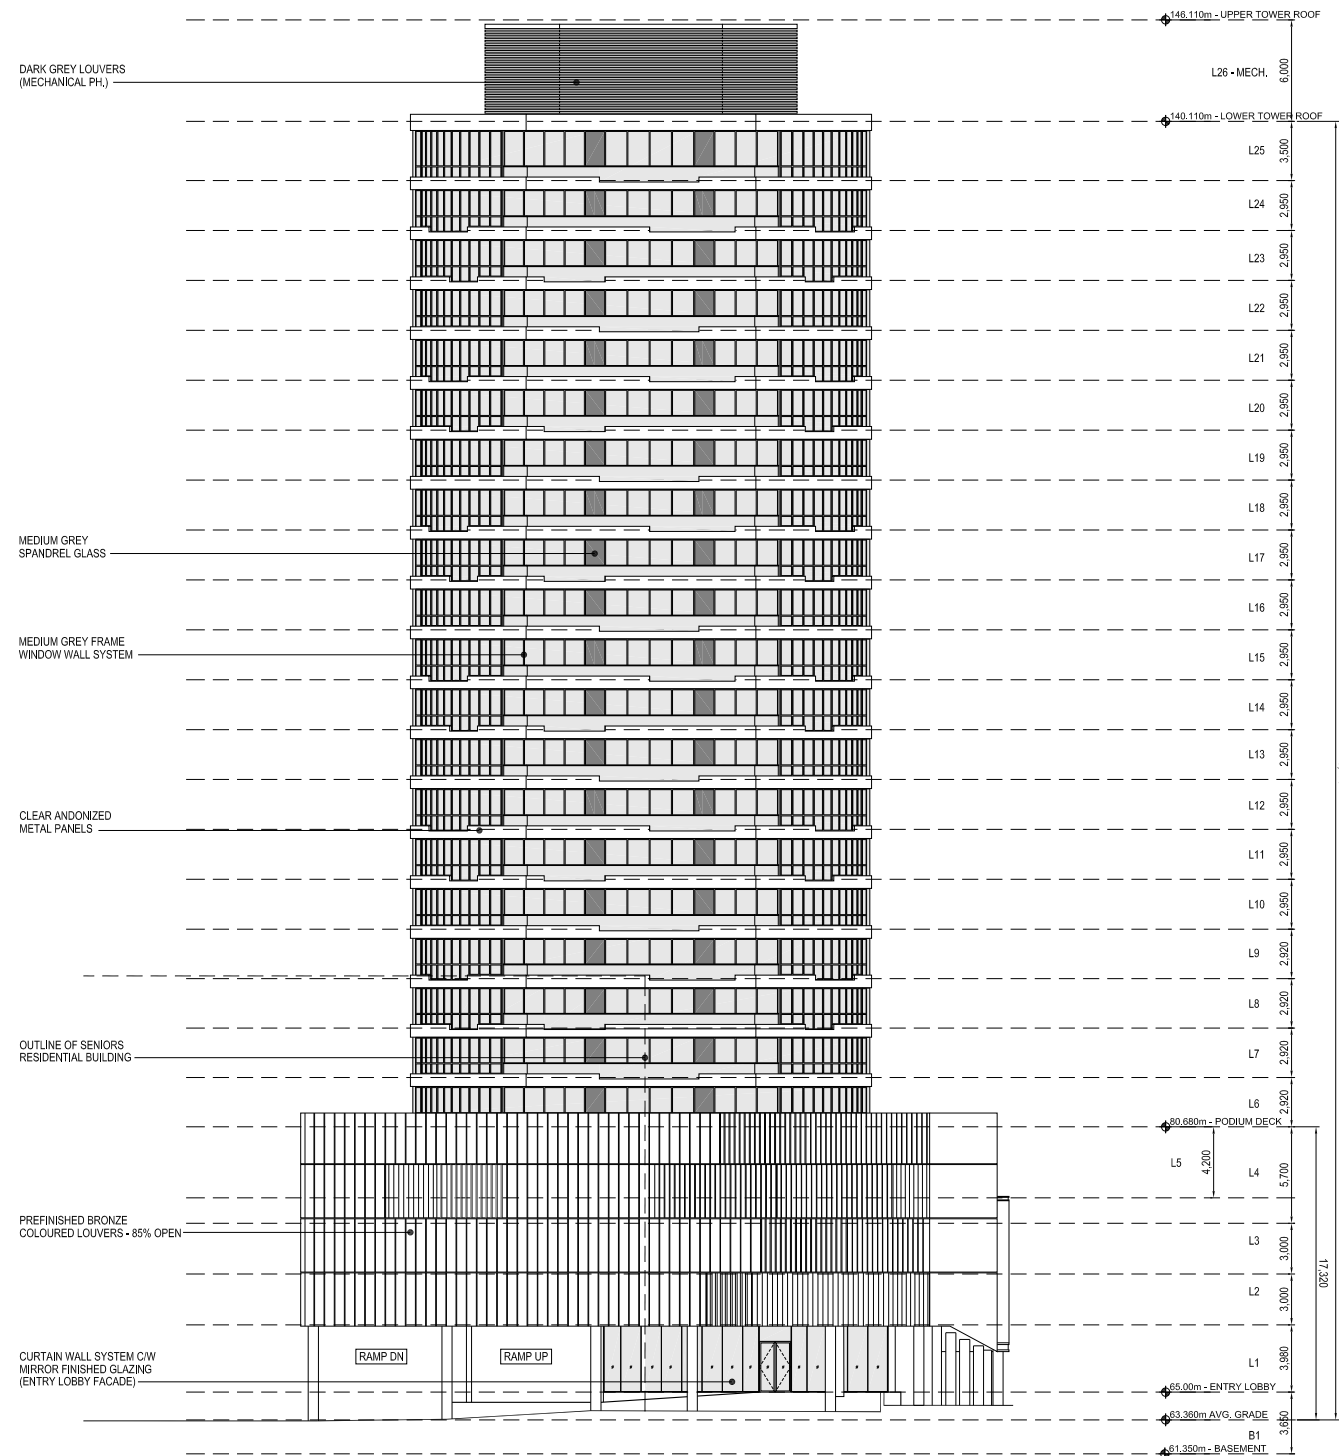 146.110m - UPPER TOWER ROOF
DARK GREY LOUVERS
(MECHANICAL PH.)
L26 - MECH.
6,000
140.110m - LOWER TOWER ROOF
L25
3,500
L24
2,950
L23
2,950
L22
2,950
L21
2,950
L20
2,950
L19
2,950
L18
2,950
MEDIUM GREY
SPANDREL GLASS
L17
2,950
L16
2,950
MEDIUM GREY FRAME
WINDOW WALL SYSTEM
L15
2,950
L14
2,950
L13
2,950
CLEAR ANDONIZED
METAL PANELS
L12
2,950
L11
2,950
L10
2,950
L9
2,920
L8
2,920
OUTLINE OF SENIORS
RESIDENTIAL BUILDING
L7
2,920
L6
2,920
80.680m - PODIUM DECK
L5
4,200
L4
5,700
PREFINISHED BRONZE
COLOURED LOUVERS - 85% OPEN
L3
3,000
17,320
L2
3,000
CURTAIN WALL SYSTEM C/W
MIRROR FINISHED GLAZING
(ENTRY LOBBY FACADE)
RAMP DN
RAMP UP
L1
3,980
65.00m - ENTRY LOBBY
63.360m AVG. GRADE
B1
3,650
61.350m - BASEMENT